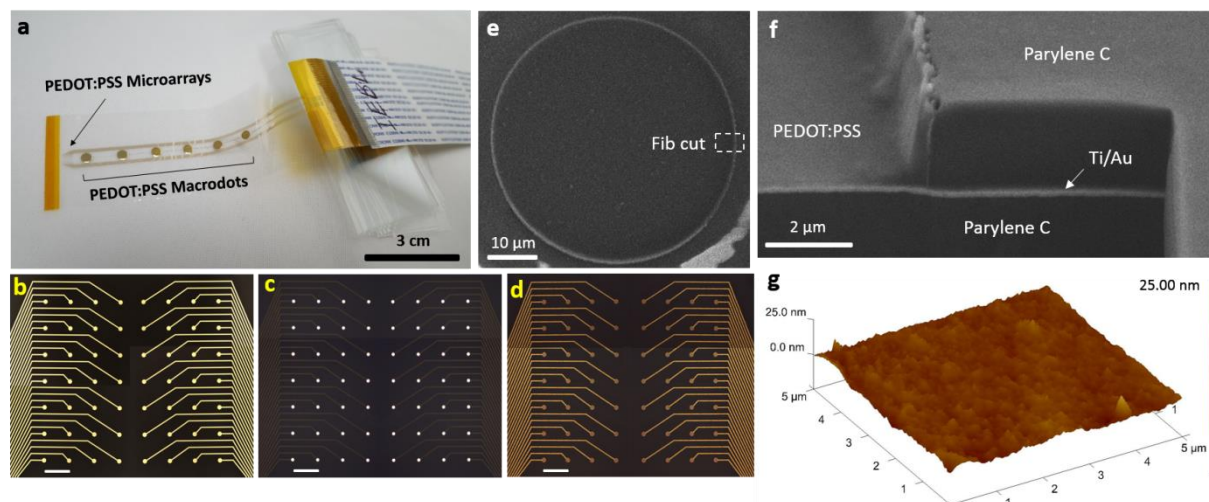 a
PEDOT:PSS Microarrays
PEDOT:PSS Macrodots
3 cm
b
c
d
e
Fib cut
10 µm
f
Parylene C
PEDOT:PSS
Ti/Au
Parylene C
2 µm
g
25.00 nm
25.0 nm
0.0 nm
5 µm
4
3
2
1
1
2
3
4
5 µm
1